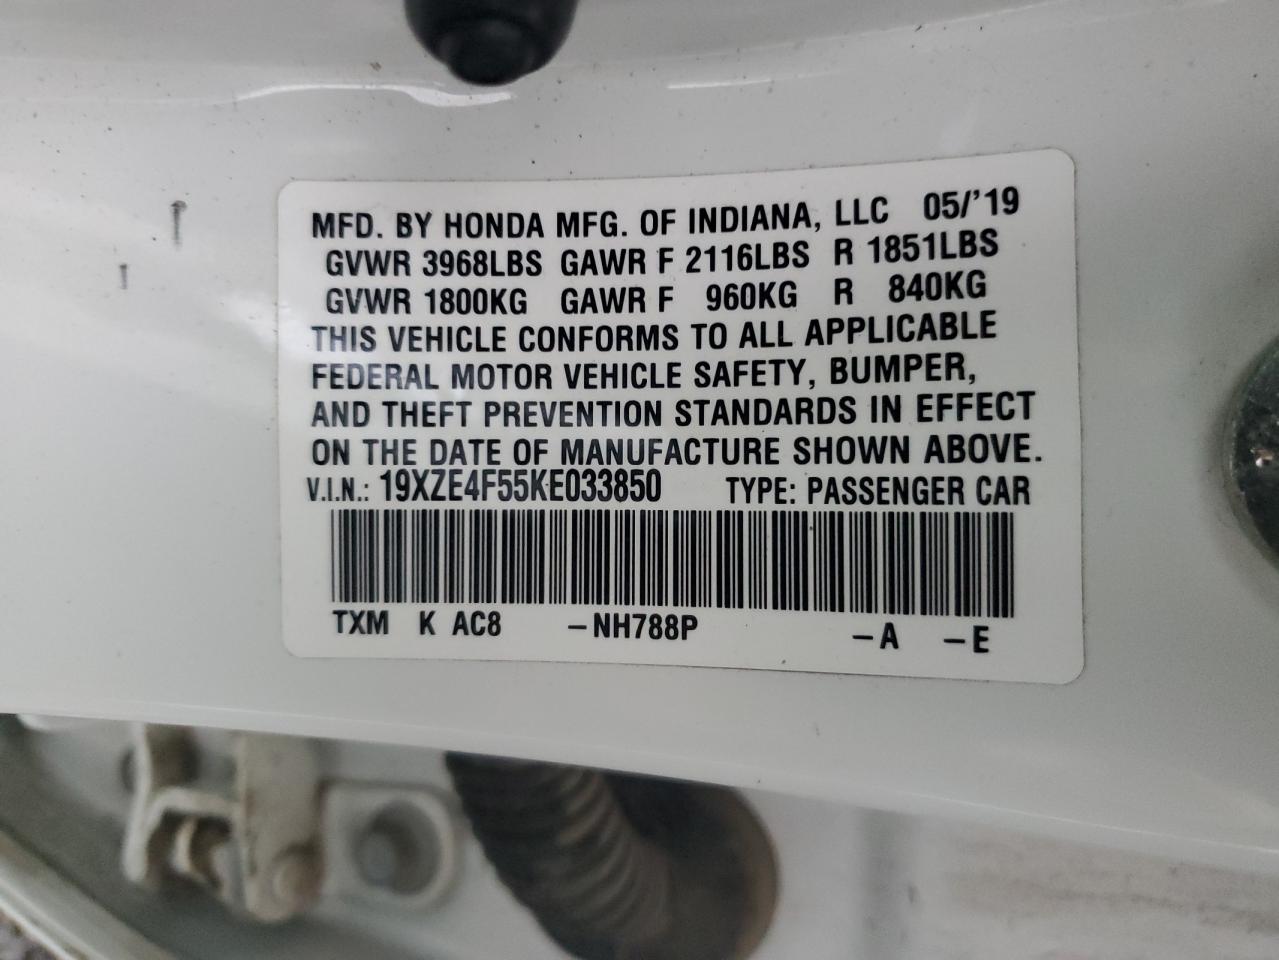 MFD. BY HONDA MFG. OF INDIANA, LLC 05/'19
GVWR 3968LBS GAWR F 2116LBS R 1851LBS
GVWR 1800KG GAWR F 960KG R 840KG
THIS VEHICLE CONFORMS TO ALL APPLICABLE
FEDERAL MOTOR VEHICLE SAFETY, BUMPER,
AND THEFT PREVENTION STANDARDS IN EFFECT
ON THE DATE OF MANUFACTURE SHOWN ABOVE.
V.I.N.: 19XZE4F55KE033850 TYPE: PASSENGER CAR
TXM K AC8 –NH788P –A –E